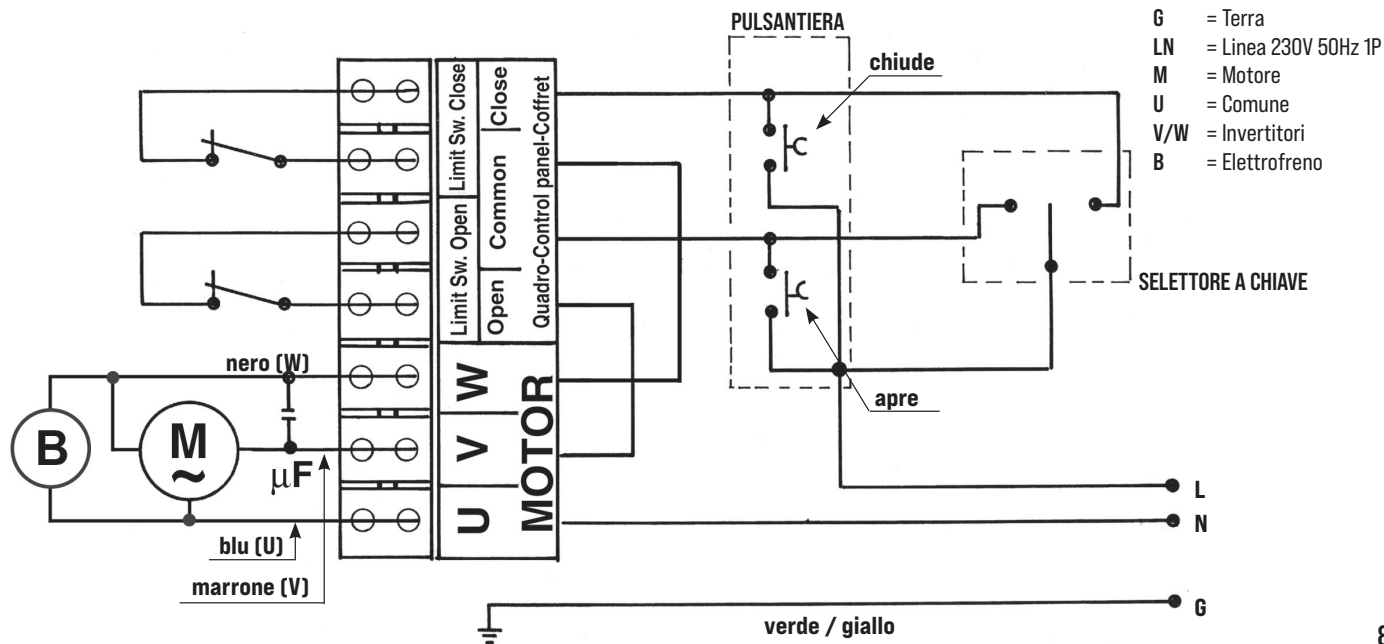 PULSANTIERA
chiude
G = Terra
LN = Linea 230V 50Hz 1P
M = Motore
U = Comune
V/W = Invertitori
B = Elettrofreno
Limit Sw. Close
Close
Common
Limit Sw. Open
Open
Quadro-Control panel-Coffret
SELETTORE A CHIAVE
nero (W)
W
apre
B
M
~
µF
V
MOTOR
U
L
N
blu (U)
marrone (V)
G
verde / giallo
8